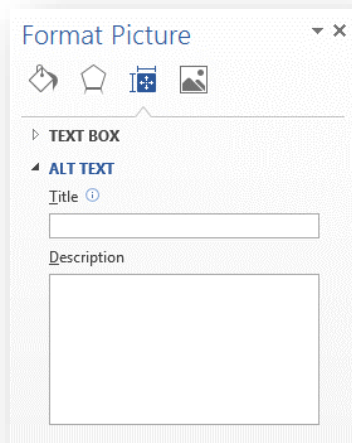 Format Picture
TEXT BOX
ALT TEXT
Title
Description